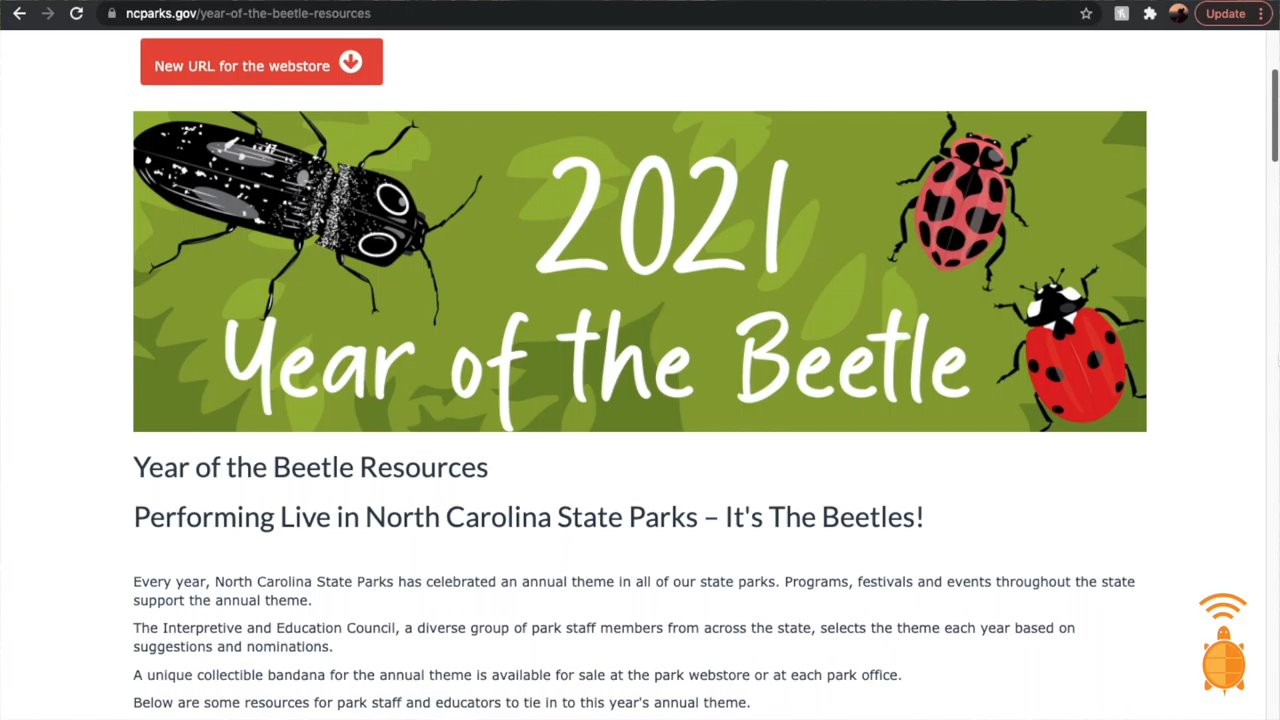 ncparks.gov/year-of-the-beetle-resources
Update
New URL for the webstore
2021
Year of the Beetle
Year of the Beetle Resources
Performing Live in North Carolina State Parks – It's The Beetles!
Every year, North Carolina State Parks has celebrated an annual theme in all of our state parks. Programs, festivals and events throughout the state
support the annual theme.
The Interpretive and Education Council, a diverse group of park staff members from across the state, selects the theme each year based on
suggestions and nominations.
A unique collectible bandana for the annual theme is available for sale at the park webstore or at each park office.
Below are some resources for park staff and educators to tie in to this year's annual theme.